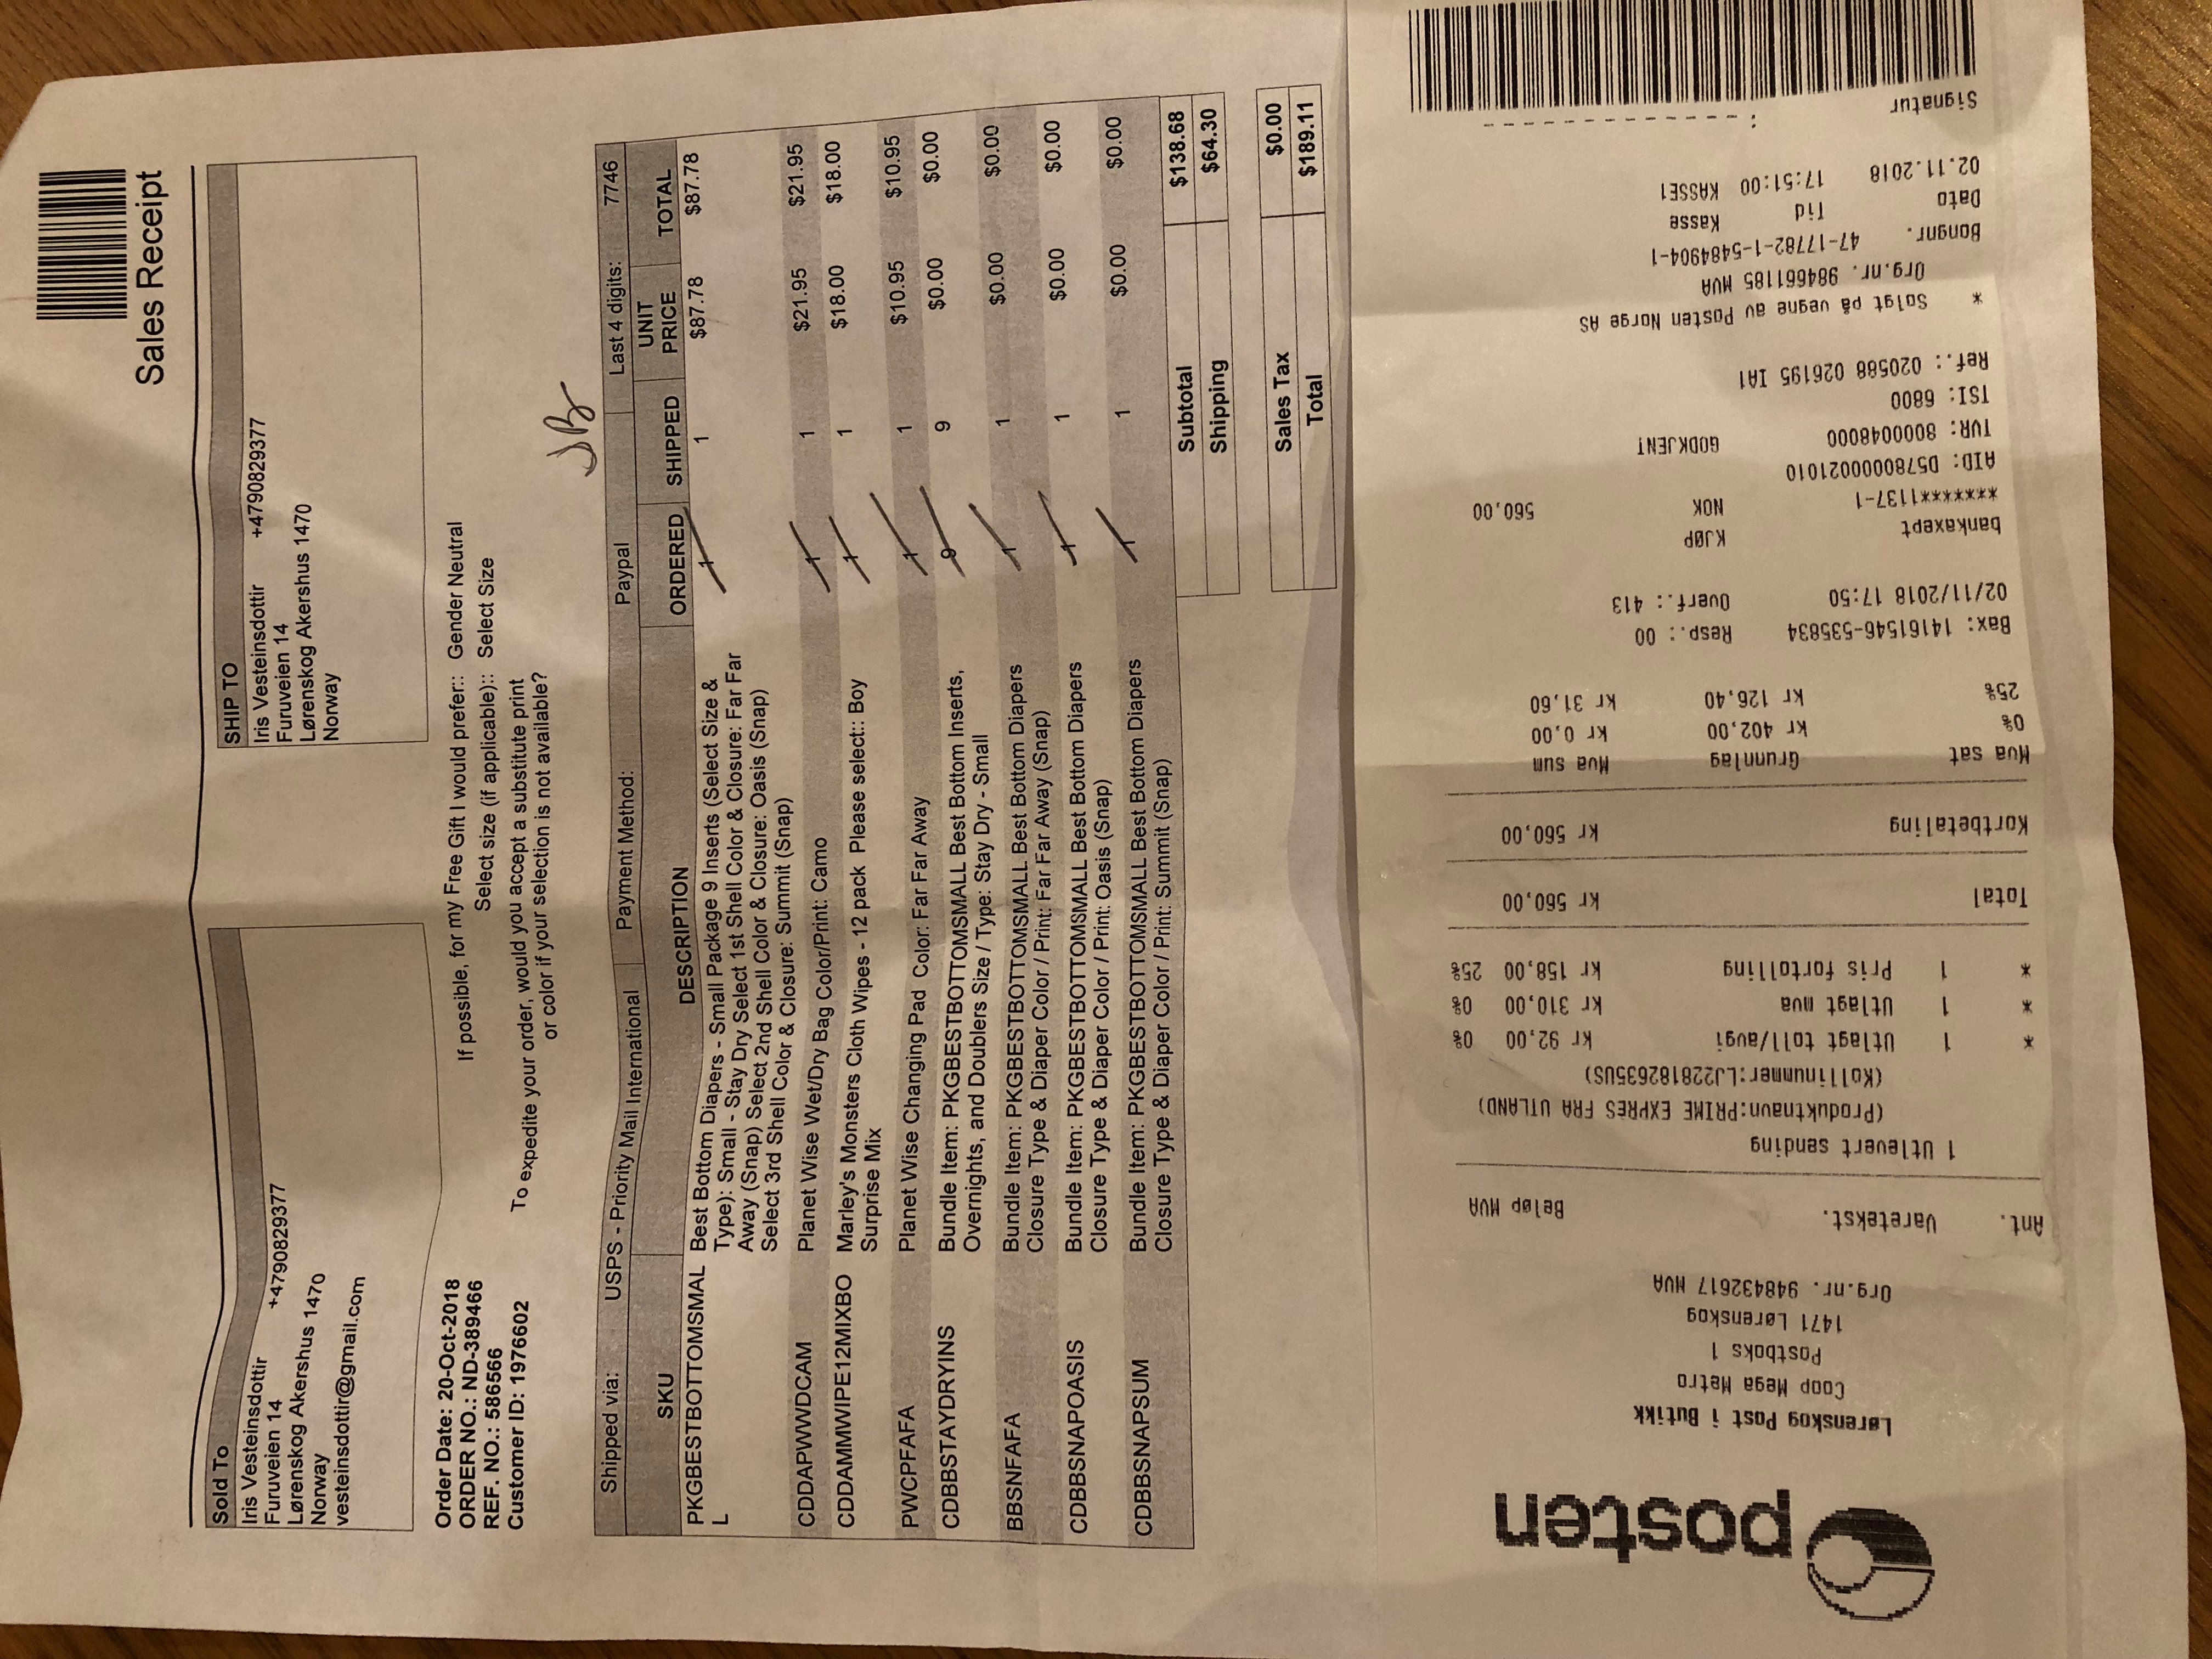 Sales Receipt
Sold To
Iris Vesteinsdottir +4790829377
Furuveien 14
Lørenskog Akershus 1470
Norway
vesteinsdottir@gmail.com
SHIP TO
Iris Vesteinsdottir +4790829377
Furuveien 14
Lørenskog Akershus 1470
Norway
Order Date: 20-Oct-2018
ORDER NO.: ND-389466
REF. NO.: 586566
Customer ID: 1976602
If possible, for my Free Gift I would prefer:: Gender Neutral
Select size (if applicable):: Select Size
To expedite your order, would you accept a substitute print
or color if your selection is not available?
JB
Shipped via: USPS - Priority Mail International Payment Method: Paypal Last 4 digits: 7746
SKU DESCRIPTION ORDERED SHIPPED UNIT PRICE TOTAL
PKGBESTBOTTOMSMAL Best Bottom Diapers - Small Package 9 Inserts (Select Size & 1 1 $87.78 $87.78
L Type): Small - Stay Dry Select 1st Shell Color & Closure: Far Far
Away (Snap) Select 2nd Shell Color & Closure: Oasis (Snap)
Select 3rd Shell Color & Closure: Summit (Snap)
CDDAPWWDCAM Planet Wise Wet/Dry Bag Color/Print: Camo 1 1 $21.95 $21.95
CDDAMMWIPE12MIXBO Marley's Monsters Cloth Wipes - 12 pack Please select:: Boy 1 1 $18.00 $18.00
Surprise Mix
PWCPFAFA Planet Wise Changing Pad Color: Far Far Away 1 1 $10.95 $10.95
CDBBSTAYDRYINS Bundle Item: PKGBESTBOTTOMSMALL Best Bottom Inserts, 9 9 $0.00 $0.00
Overnights, and Doublers Size / Type: Stay Dry - Small
BBSNFAFA Bundle Item: PKGBESTBOTTOMSMALL Best Bottom Diapers 1 1 $0.00 $0.00
Closure Type & Diaper Color / Print: Far Far Away (Snap)
CDBBSNAPOASIS Bundle Item: PKGBESTBOTTOMSMALL Best Bottom Diapers 1 1 $0.00 $0.00
Closure Type & Diaper Color / Print: Oasis (Snap)
CDBBSNAPSUM Bundle Item: PKGBESTBOTTOMSMALL Best Bottom Diapers 1 1 $0.00 $0.00
Closure Type & Diaper Color / Print: Summit (Snap)
Subtotal $138.68
Shipping $64.30
Sales Tax $0.00
Total $189.11
posten
Lørenskog Post i Butikk
Coop Mega Metro
Postboks 1
1471 Lørenskog
Org.nr. 948432617 MVA
Ant. Varetekst. Beløp MVA
1 Utlevert sending
(Produktnavn:PRIME EXPRES FRA UTLAND)
(Kollinummer:LJ228182635US)
* 1 Utlagt toll/avgi kr 92,00 0%
* 1 Utlagt mva kr 310,00 0%
* 1 Pris fortolling kr 158,00 25%
Total kr 560,00
Kortbetaling kr 560,00
Mva sat Grunnlag Mva sum
0% kr 402,00 kr 0,00
25% kr 126,40 kr 31,60
Bax: 14161546-535834 Resp.: 00
02/11/2018 17:50 Overf.: 413
bankaxept KJØP
*******1137-1 NOK 560,00
AID: D5780000021010
TVR: 8000048000 GODKJENT
TSI: 6800
Ref.: 020588 026195 IA1
* Solgt på vegne av Posten Norge AS
Org.nr. 984661185 MVA
Bongnr. 47-17782-1-5484904-1
Dato Tid Kasse
02.11.2018 17:51:00 KASSE1
Signatur